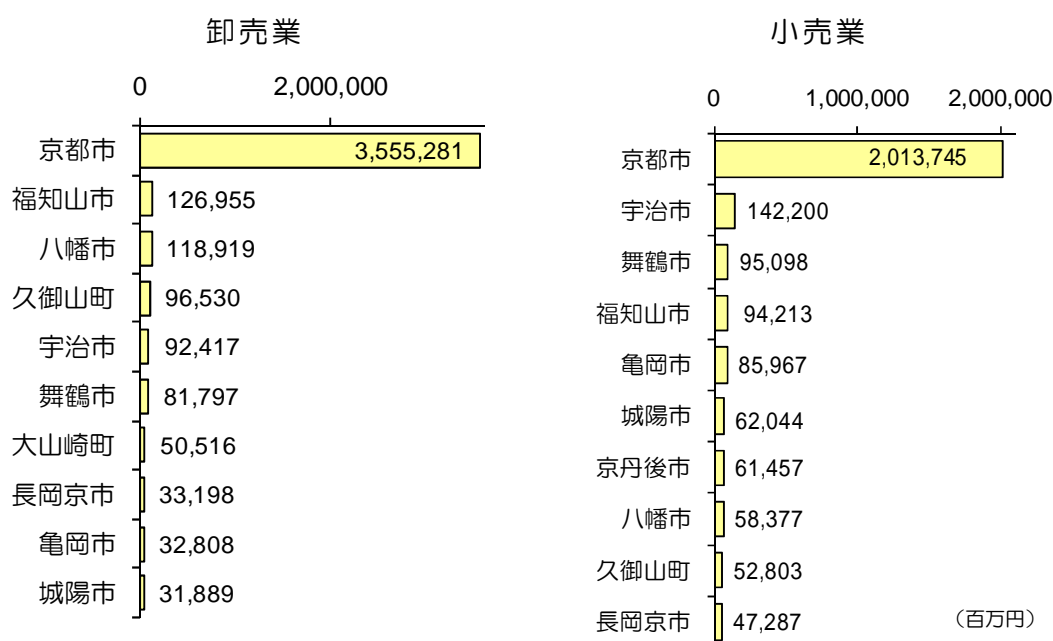 卸売業
0 2,000,000
京都市 3,555,281
福知山市 126,955
八幡市 118,919
久御山町 96,530
宇治市 92,417
舞鶴市 81,797
大山崎町 50,516
長岡京市 33,198
亀岡市 32,808
城陽市 31,889
小売業
0 1,000,000 2,000,000
京都市 2,013,745
宇治市 142,200
舞鶴市 95,098
福知山市 94,213
亀岡市 85,967
城陽市 62,044
京丹後市 61,457
八幡市 58,377
久御山町 52,803
長岡京市 47,287
（百万円）